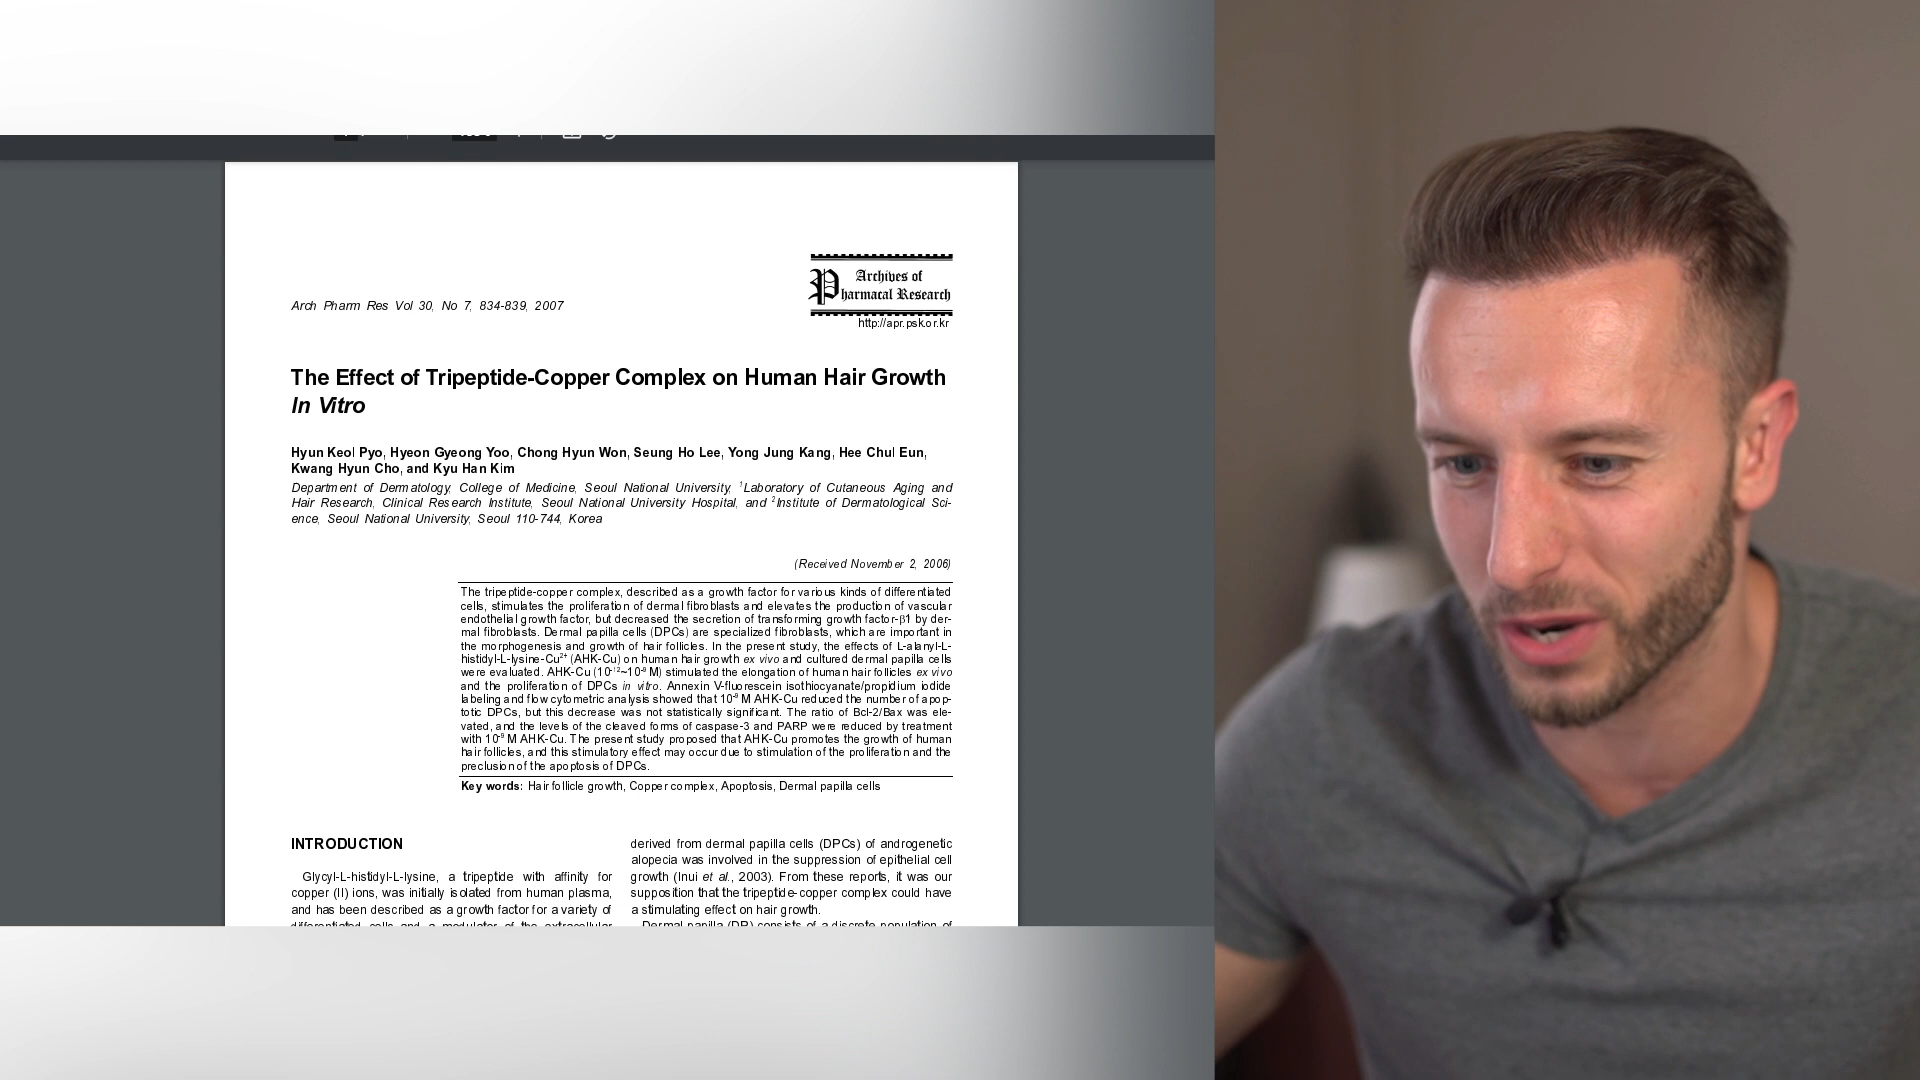 Archives of
Pharmacal Research
Arch Pharm Res Vol 30, No 7, 834-839, 2007
http://apr.psk.or.kr
The Effect of Tripeptide-Copper Complex on Human Hair Growth
In Vitro
Hyun Keol Pyo, Hyeon Gyeong Yoo, Chong Hyun Won, Seung Ho Lee, Yong Jung Kang, Hee Chul Eun,
Kwang Hyun Cho, and Kyu Han Kim
Department of Dermatology, College of Medicine, Seoul National University, ¹Laboratory of Cutaneous Aging and
Hair Research, Clinical Research Institute, Seoul National University Hospital, and ²Institute of Dermatological Sci-
ence, Seoul National University, Seoul 110-744, Korea
(Received November 2, 2006)
The tripeptide-copper complex, described as a growth factor for various kinds of differentiated
cells, stimulates the proliferation of dermal fibroblasts and elevates the production of vascular
endothelial growth factor, but decreased the secretion of transforming growth factor-β1 by der-
mal fibroblasts. Dermal papilla cells (DPCs) are specialized fibroblasts, which are important in
the morphogenesis and growth of hair follicles. In the present study, the effects of L-alanyl-L-
histidyl-L-lysine-Cu²⁺ (AHK-Cu) on human hair growth ex vivo and cultured dermal papilla cells
were evaluated. AHK-Cu (10⁻¹²~10⁻⁹ M) stimulated the elongation of human hair follicles ex vivo
and the proliferation of DPCs in vitro. Annexin V-fluorescein isothiocyanate/propidium iodide
labeling and flow cytometric analysis showed that 10⁻⁹ M AHK-Cu reduced the number of apop-
totic DPCs, but this decrease was not statistically significant. The ratio of Bcl-2/Bax was ele-
vated, and the levels of the cleaved forms of caspase-3 and PARP were reduced by treatment
with 10⁻⁹ M AHK-Cu. The present study proposed that AHK-Cu promotes the growth of human
hair follicles, and this stimulatory effect may occur due to stimulation of the proliferation and the
preclusion of the apoptosis of DPCs.
Key words: Hair follicle growth, Copper complex, Apoptosis, Dermal papilla cells
INTRODUCTION
Glycyl-L-histidyl-L-lysine, a tripeptide with affinity for
copper (II) ions, was initially isolated from human plasma,
and has been described as a growth factor for a variety of
differentiated cells and a modulator of the extracellular
derived from dermal papilla cells (DPCs) of androgenetic
alopecia was involved in the suppression of epithelial cell
growth (Inui et al., 2003). From these reports, it was our
supposition that the tripeptide-copper complex could have
a stimulating effect on hair growth.
Dermal papilla (DP) consists of a discrete population of